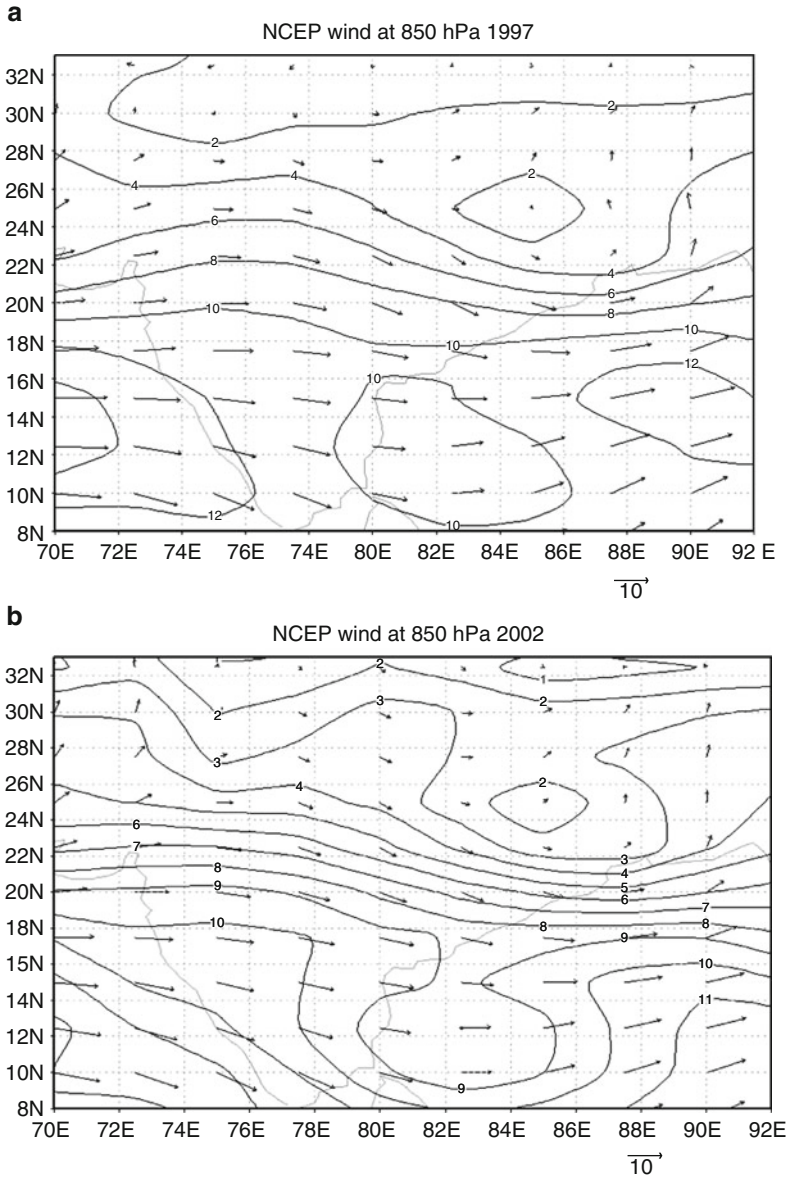 a
NCEP wind at 850 hPa 1997
32N
30N
2
2
28N
2
26N
4
4
2
24N
6
22N
8
4
6
20N
10
8
18N
10
10
16N
10
12
14N
12N
10N
12
10
8N
70E 72E 74E 76E 74E 80E 82E 84E 86E 88E 90E 92 E
10
b
NCEP wind at 850 hPa 2002
32N
2
1
30N
2
3
2
28N
3
26N
4
2
24N
6
22N
7
3
8
4
20N
9
5
6
18N
10
8
7
8
9
15N
10
14N
11
12N
10N
9
8N
70E 72E 74E 76E 78E 80E 82E 84E 86E 88E 90E 92E
10